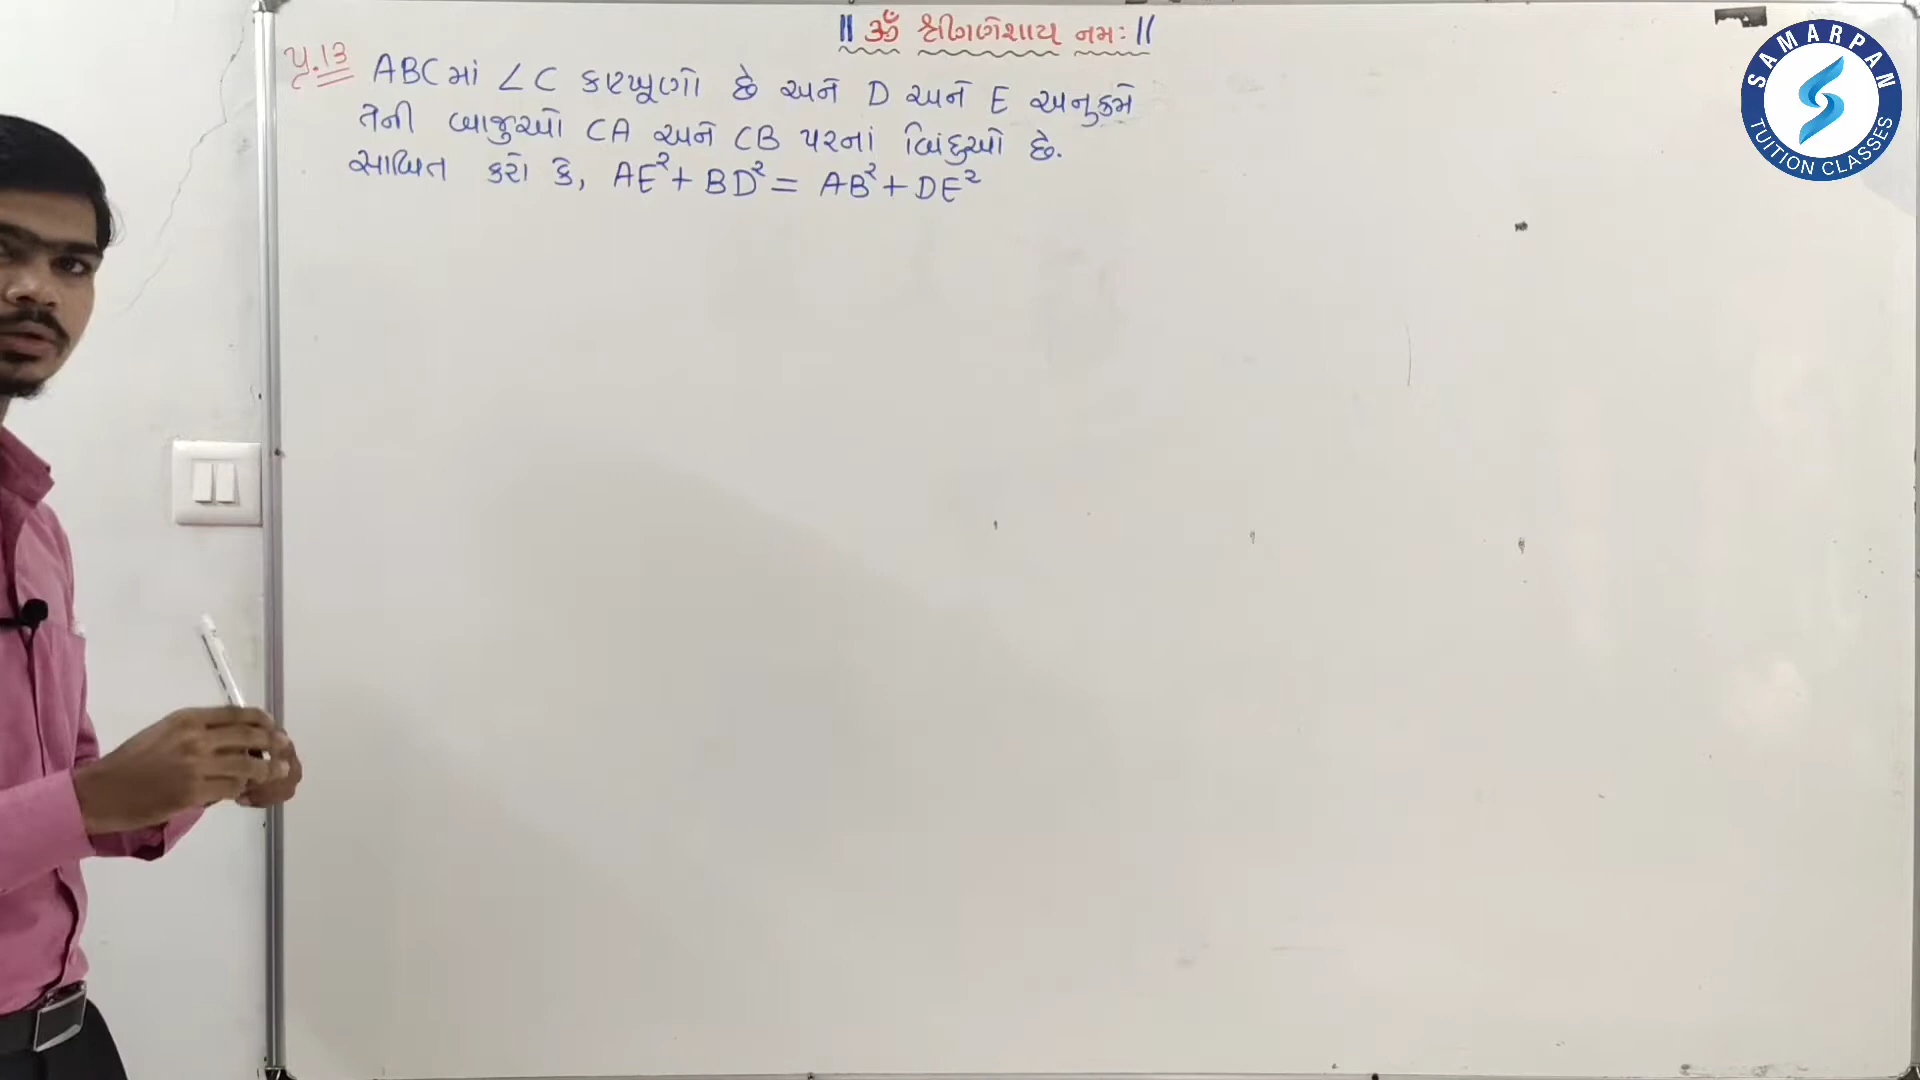 || ॐ શ્રીગણેશાય નમઃ ||
પ્ર.13 ABC માં ∠C કાટખૂણો છે અને D અને E અનુક્રમે
તેની બાજુઓ CA અને CB પરનાં બિંદુઓ છે.
સાબિત કરો કે, AE² + BD² = AB² + DE²
SAMARPAN
TUITION CLASSES